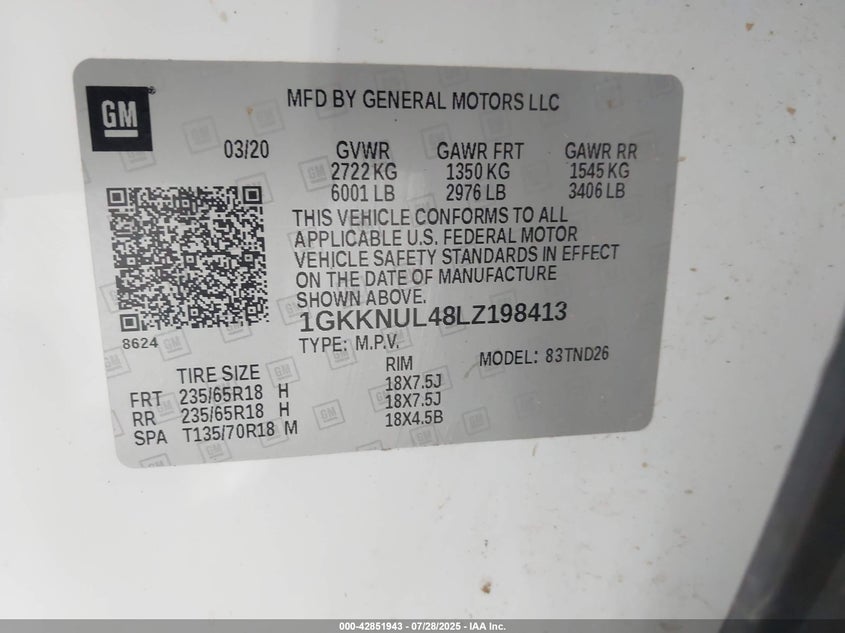 GM
MFD BY GENERAL MOTORS LLC
03/20 GVWR GAWR FRT GAWR RR
2722 KG 1350 KG 1545 KG
6001 LB 2976 LB 3406 LB
THIS VEHICLE CONFORMS TO ALL
APPLICABLE U.S. FEDERAL MOTOR
VEHICLE SAFETY STANDARDS IN EFFECT
ON THE DATE OF MANUFACTURE
SHOWN ABOVE.
1GKKNUL48LZ198413
8624
TYPE: M.P.V. MODEL: 83TND26
TIRE SIZE RIM
FRT 235/65R18 H 18X7.5J
RR 235/65R18 H 18X7.5J
SPA T135/70R18 M 18X4.5B
000-42851943 / 07/28/2025 - IAA Inc.